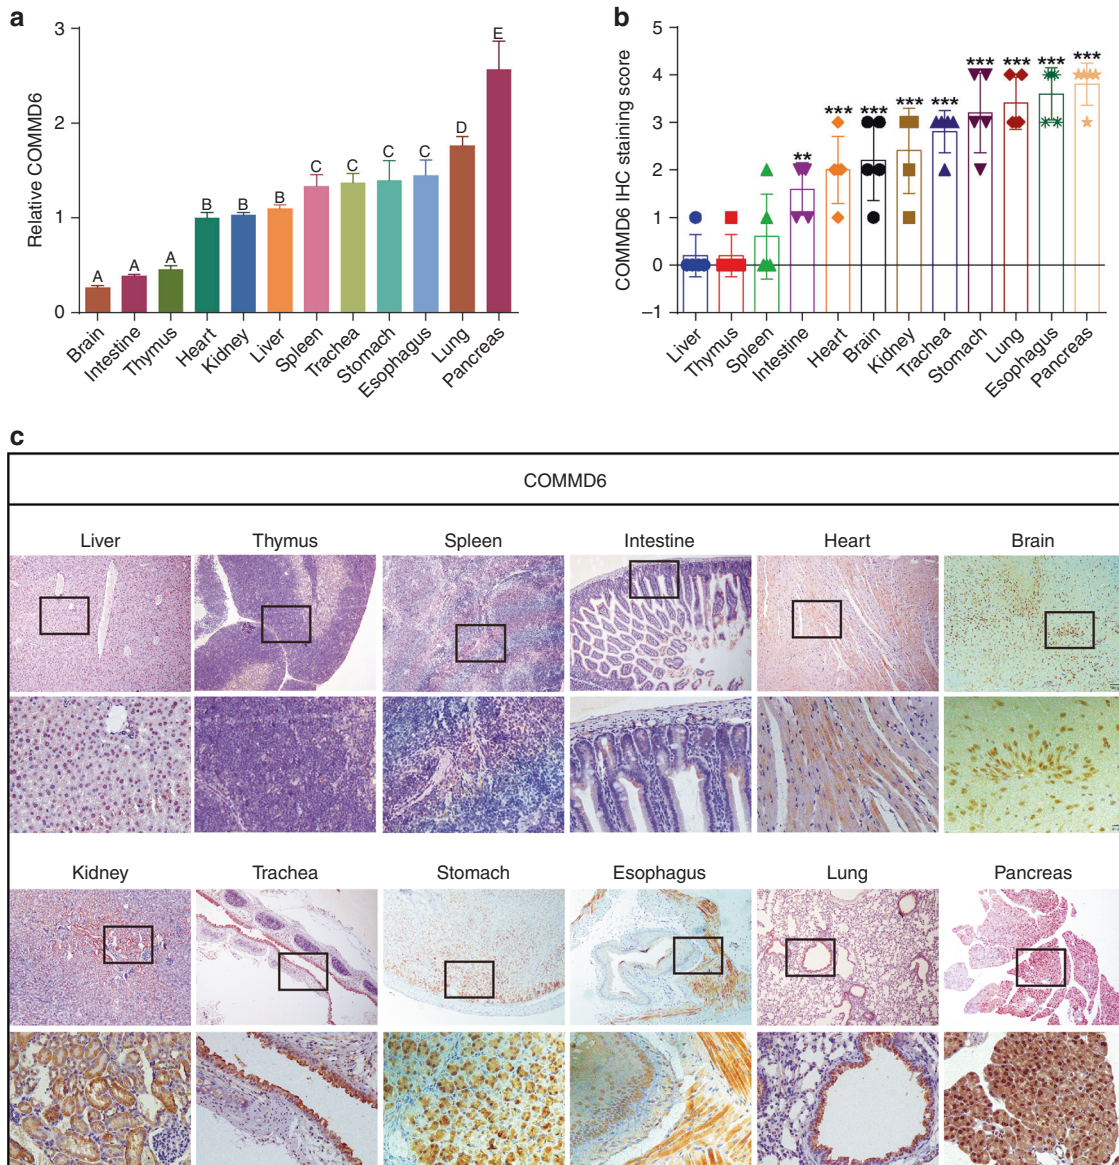 a
Relative COMMD6
3
2
1
0
A
A
A
B
B
B
C
C
C
C
D
E
Brain
Intestine
Thymus
Heart
Kidney
Liver
Spleen
Trachea
Stomach
Esophagus
Lung
Pancreas
b
COMMD6 IHC staining score
5
4
3
2
1
0
–1
**
***
***
***
***
***
***
***
***
Liver
Thymus
Spleen
Intestine
Heart
Brain
Kidney
Trachea
Stomach
Lung
Esophagus
Pancreas
c
COMMD6
Liver Thymus Spleen Intestine Heart Brain
Kidney Trachea Stomach Esophagus Lung Pancreas